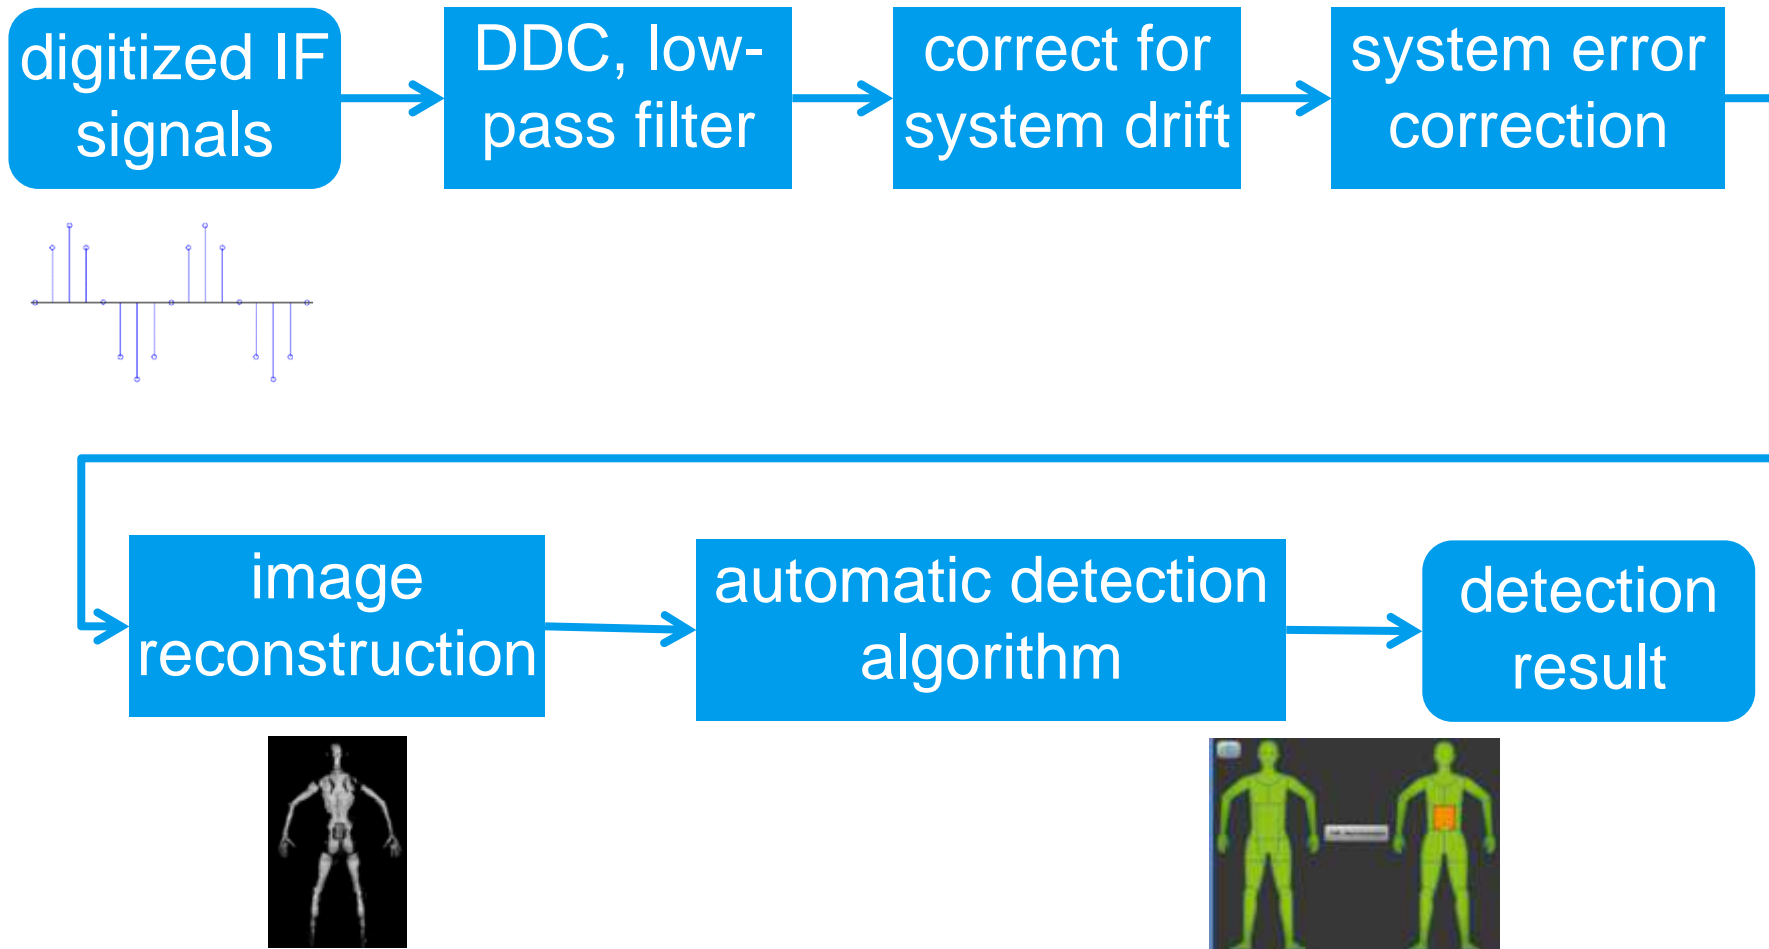 digitized IF
signals
DDC, low-
pass filter
correct for
system drift
system error
correction
image
reconstruction
automatic detection
algorithm
detection
result